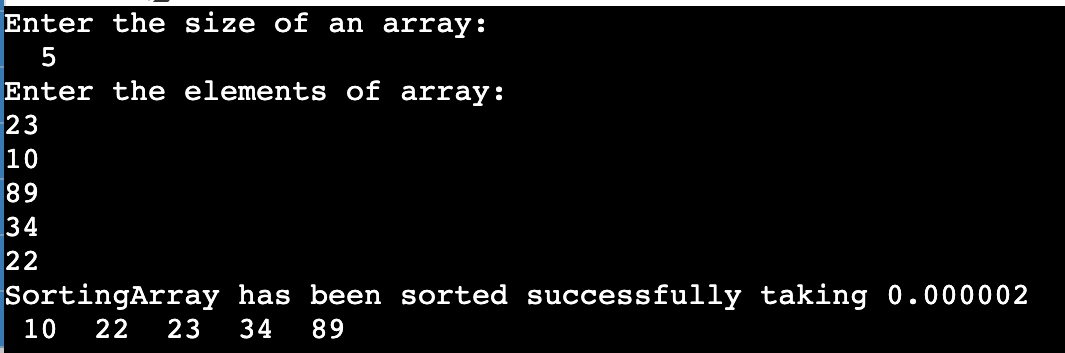 Enter the size of an array:
5
Enter the elements of array:
23
10
89
34
22
SortingArray has been sorted successfully taking 0.000002
10 22 23 34 89